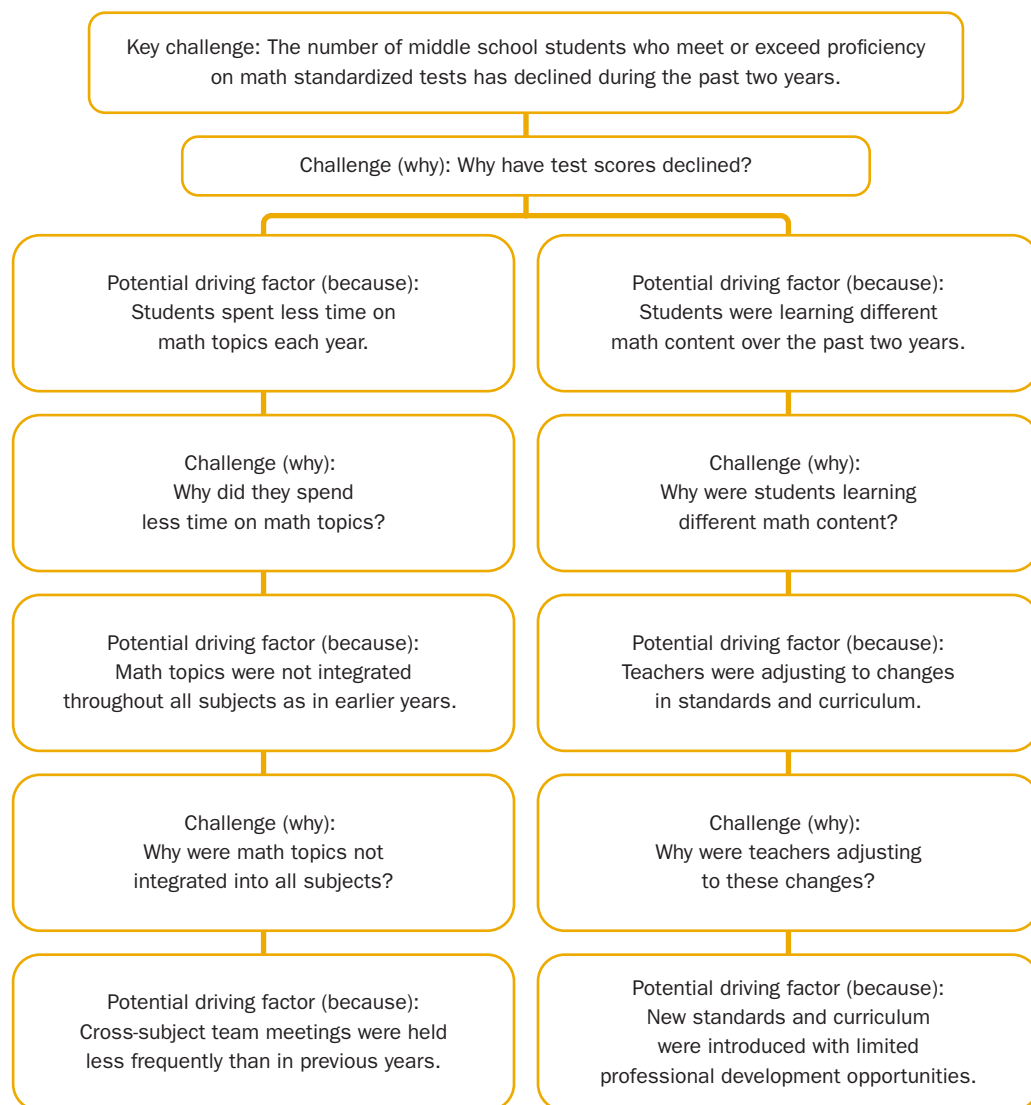 Key challenge: The number of middle school students who meet or exceed proficiency
on math standardized tests has declined during the past two years.
Challenge (why): Why have test scores declined?
Potential driving factor (because):
Students spent less time on
math topics each year.
Potential driving factor (because):
Students were learning different
math content over the past two years.
Challenge (why):
Why did they spend
less time on math topics?
Challenge (why):
Why were students learning
different math content?
Potential driving factor (because):
Math topics were not integrated
throughout all subjects as in earlier years.
Potential driving factor (because):
Teachers were adjusting to changes
in standards and curriculum.
Challenge (why):
Why were math topics not
integrated into all subjects?
Challenge (why):
Why were teachers adjusting
to these changes?
Potential driving factor (because):
Cross-subject team meetings were held
less frequently than in previous years.
Potential driving factor (because):
New standards and curriculum
were introduced with limited
professional development opportunities.